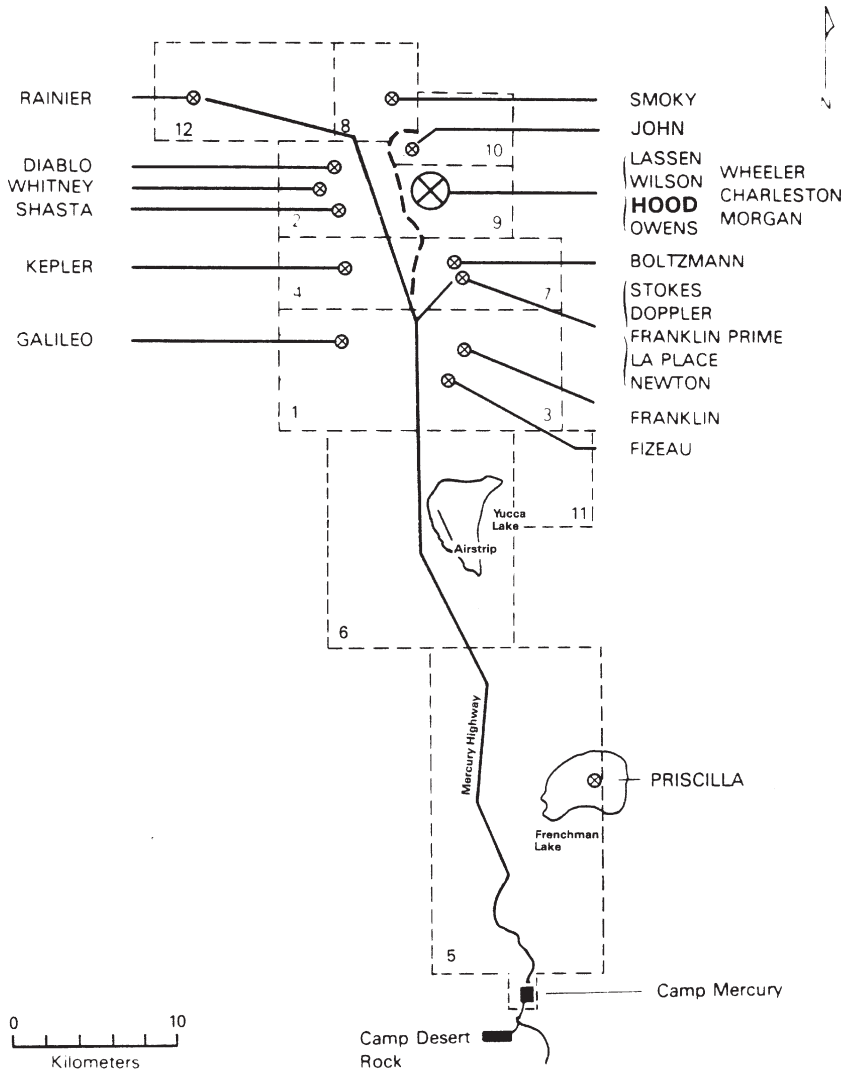 N
RAINIER
SMOKY
12
8
JOHN
10
DIABLO
WHITNEY
SHASTA
LASSEN
WILSON
HOOD
OWENS
WHEELER
CHARLESTON
MORGAN
2
9
KEPLER
BOLTZMANN
4
7
STOKES
DOPPLER
FRANKLIN PRIME
LA PLACE
NEWTON
GALILEO
1
3
FRANKLIN
FIZEAU
Yucca
Lake
11
Airstrip
6
Mercury Highway
PRISCILLA
Frenchman
Lake
5
Camp Mercury
0 10
Kilometers
Camp Desert
Rock